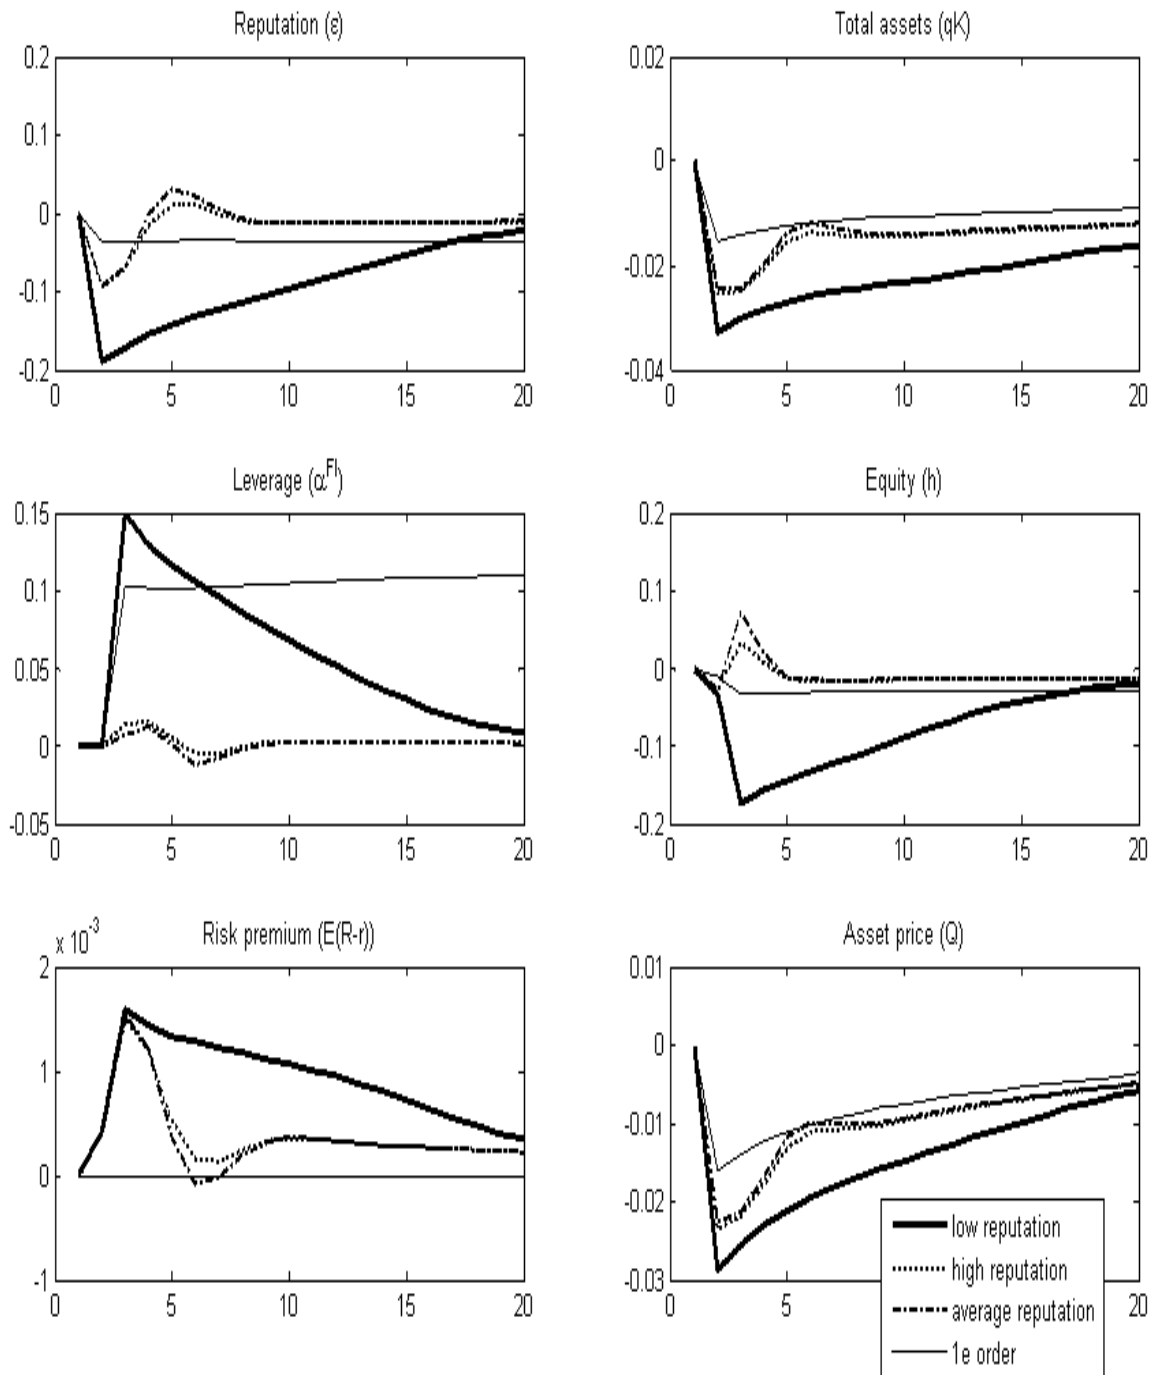 Reputation (ε)
Total assets (qK)
0.2
0.1
0
-0.1
-0.2
0 5 10 15 20
0.02
0
-0.02
-0.04
0 5 10 15 20
Leverage (α^FI)
Equity (h)
0.15
0.1
0.05
0
-0.05
0 5 10 15 20
0.2
0.1
0
-0.1
-0.2
0 5 10 15 20
x 10^-3
Risk premium (E(R-r))
Asset price (Q)
2
1
0
-1
0 5 10 15 20
0.01
0
-0.01
-0.02
-0.03
0 5 20
low reputation
high reputation
average reputation
1e order